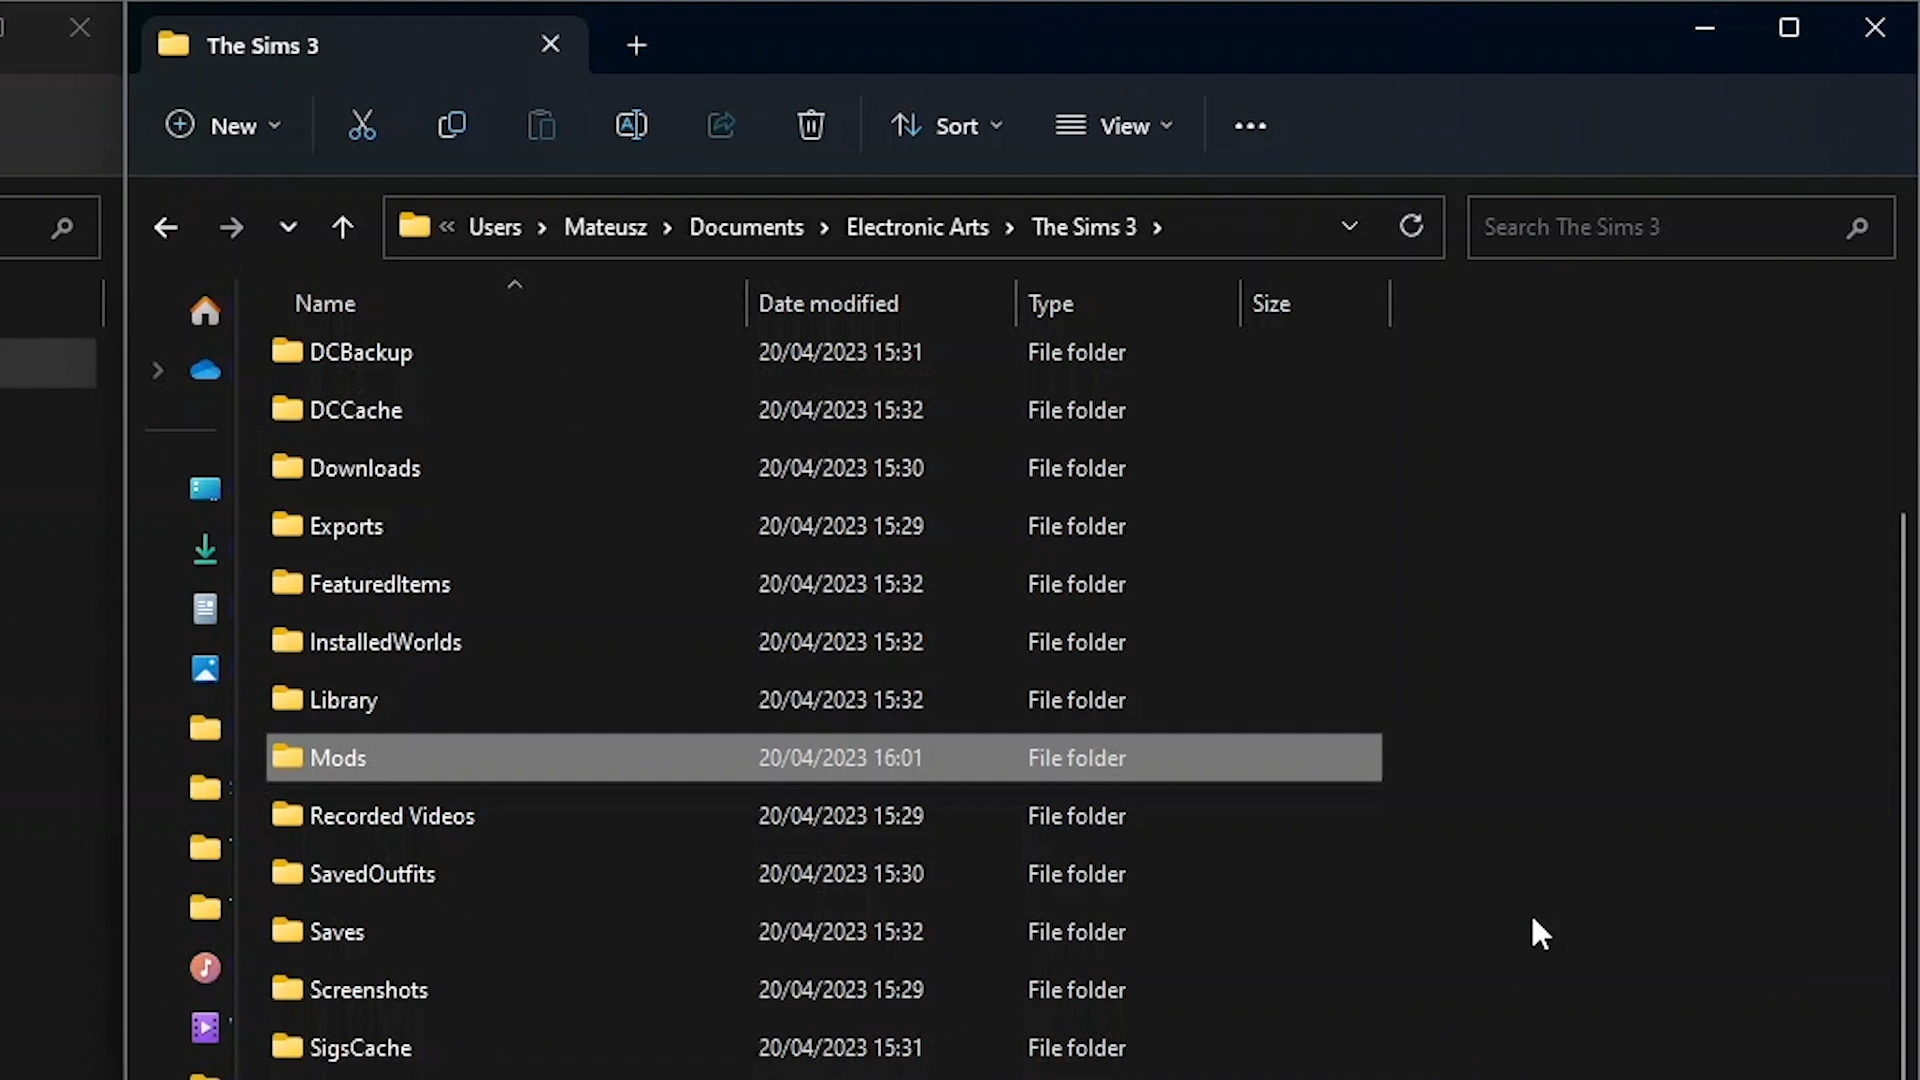 The Sims 3
New
Sort
View
« Users > Mateusz > Documents > Electronic Arts > The Sims 3 >
Search The Sims 3
Name Date modified Type Size
DCBackup 20/04/2023 15:31 File folder
DCCache 20/04/2023 15:32 File folder
Downloads 20/04/2023 15:30 File folder
Exports 20/04/2023 15:29 File folder
FeaturedItems 20/04/2023 15:32 File folder
InstalledWorlds 20/04/2023 15:32 File folder
Library 20/04/2023 15:32 File folder
Mods 20/04/2023 16:01 File folder
Recorded Videos 20/04/2023 15:29 File folder
SavedOutfits 20/04/2023 15:30 File folder
Saves 20/04/2023 15:32 File folder
Screenshots 20/04/2023 15:29 File folder
SigsCache 20/04/2023 15:31 File folder